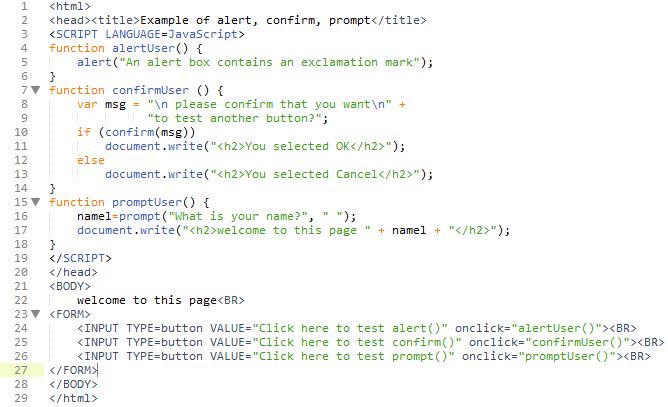 1 <html>
2 <head><title>Example of alert, confirm, prompt</title>
3 <SCRIPT LANGUAGE=JavaScript>
4 function alertUser() {
5     alert("An alert box contains an exclamation mark");
6 }
7 function confirmUser () {
8     var msg = "\n please confirm that you want\n" +
9               "to test another button?";
10     if (confirm(msg))
11         document.write("<h2>You selected OK</h2>");
12     else
13         document.write("<h2>You selected Cancel</h2>");
14 }
15 function promptUser() {
16     namel=prompt("What is your name?", " ");
17     document.write("<h2>welcome to this page " + namel + "</h2>");
18 }
19 </SCRIPT>
20 </head>
21 <BODY>
22     welcome to this page<BR>
23 <FORM>
24     <INPUT TYPE=button VALUE="Click here to test alert()" onclick="alertUser()"><BR>
25     <INPUT TYPE=button VALUE="Click here to test confirm()" onclick="confirmUser()"><BR>
26     <INPUT TYPE=button VALUE="Click here to test prompt()" onclick="promptUser()"><BR>
27 </FORM>
28 </BODY>
29 </html>